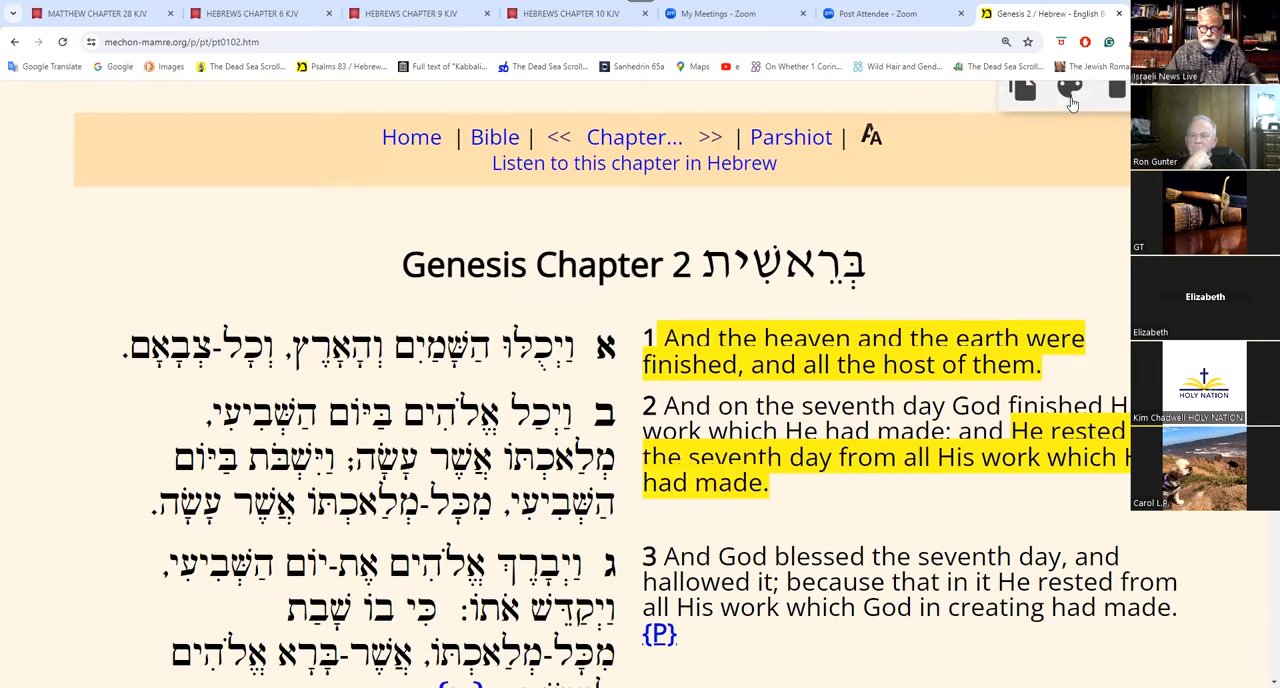 MATTHEW CHAPTER 28 KJV
HEBREWS CHAPTER 6 KJV
HEBREWS CHAPTER 9 KJV
HEBREWS CHAPTER 10 KJV
My Meetings - Zoom
Post Attendee - Zoom
Genesis 2 / Hebrew - English B
mechon-mamre.org/p/pt/pt0102.htm
Google Translate
Google
Images
The Dead Sea Scroll...
Psalms 83 / Hebrew...
Full text of "Kabbali...
The Dead Sea Scroll...
Sanhedrin 65a
Maps
e
On Whether 1 Corin...
Wild Hair and Gend...
The Dead Sea Scroll...
The Jewish Roma
Home | Bible | << Chapter... >> | Parshiot | AA
Listen to this chapter in Hebrew
Genesis Chapter 2 בְּרֵאשִׁית
א וַיְכֻלּוּ הַשָּׁמַיִם וְהָאָרֶץ, וְכָל-צְבָאָם.
1 And the heaven and the earth were
finished, and all the host of them.
ב וַיְכַל אֱלֹהִים בַּיּוֹם הַשְּׁבִיעִי,
מְלַאכְתּוֹ אֲשֶׁר עָשָׂה; וַיִּשְׁבֹּת בַּיּוֹם
הַשְּׁבִיעִי, מִכָּל-מְלַאכְתּוֹ אֲשֶׁר עָשָׂה.
2 And on the seventh day God finished H
work which He had made; and He rested
the seventh day from all His work which H
had made.
ג וַיְבָרֶךְ אֱלֹהִים אֶת-יוֹם הַשְּׁבִיעִי,
וַיְקַדֵּשׁ אֹתוֹ: כִּי בוֹ שָׁבַת
מִכָּל-מְלַאכְתּוֹ, אֲשֶׁר-בָּרָא אֱלֹהִים
3 And God blessed the seventh day, and
hallowed it; because that in it He rested from
all His work which God in creating had made.
{P}
Israeli News Live
Ron Gunter
GT
Elizabeth
Elizabeth
HOLY NATION
Kim Chadwell HOLY NATION
Carol L.P.